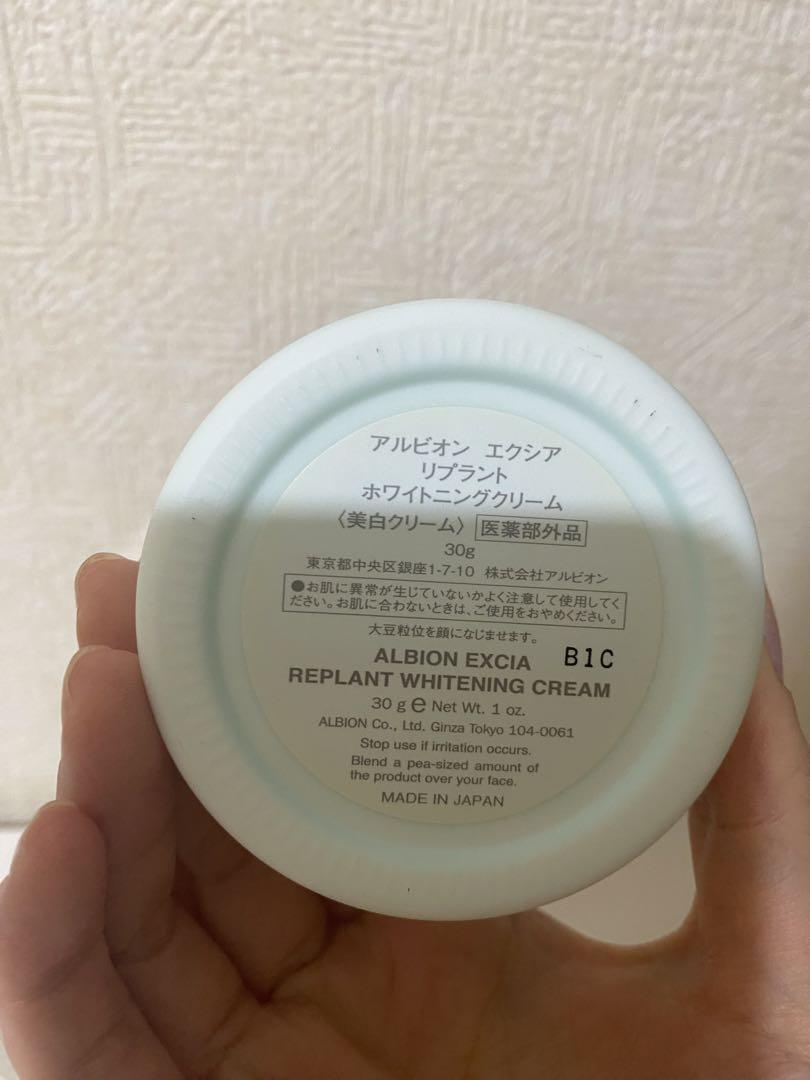 アルビオン エクシア
リプラント
ホワイトニングクリーム
〈美白クリーム〉 医薬部外品
30g
東京都中央区銀座1-7-10 株式会社アルビオン
●お肌に異常が生じていないかよく注意して使用してく
ださい。お肌に合わないときは、ご使用をおやめください。
大豆粒位を顔になじませます。
ALBION EXCIA B1C
REPLANT WHITENING CREAM
30 g ℮ Net Wt. 1 oz.
ALBION Co., Ltd. Ginza Tokyo 104-0061
Stop use if irritation occurs.
Blend a pea-sized amount of
the product over your face.
MADE IN JAPAN